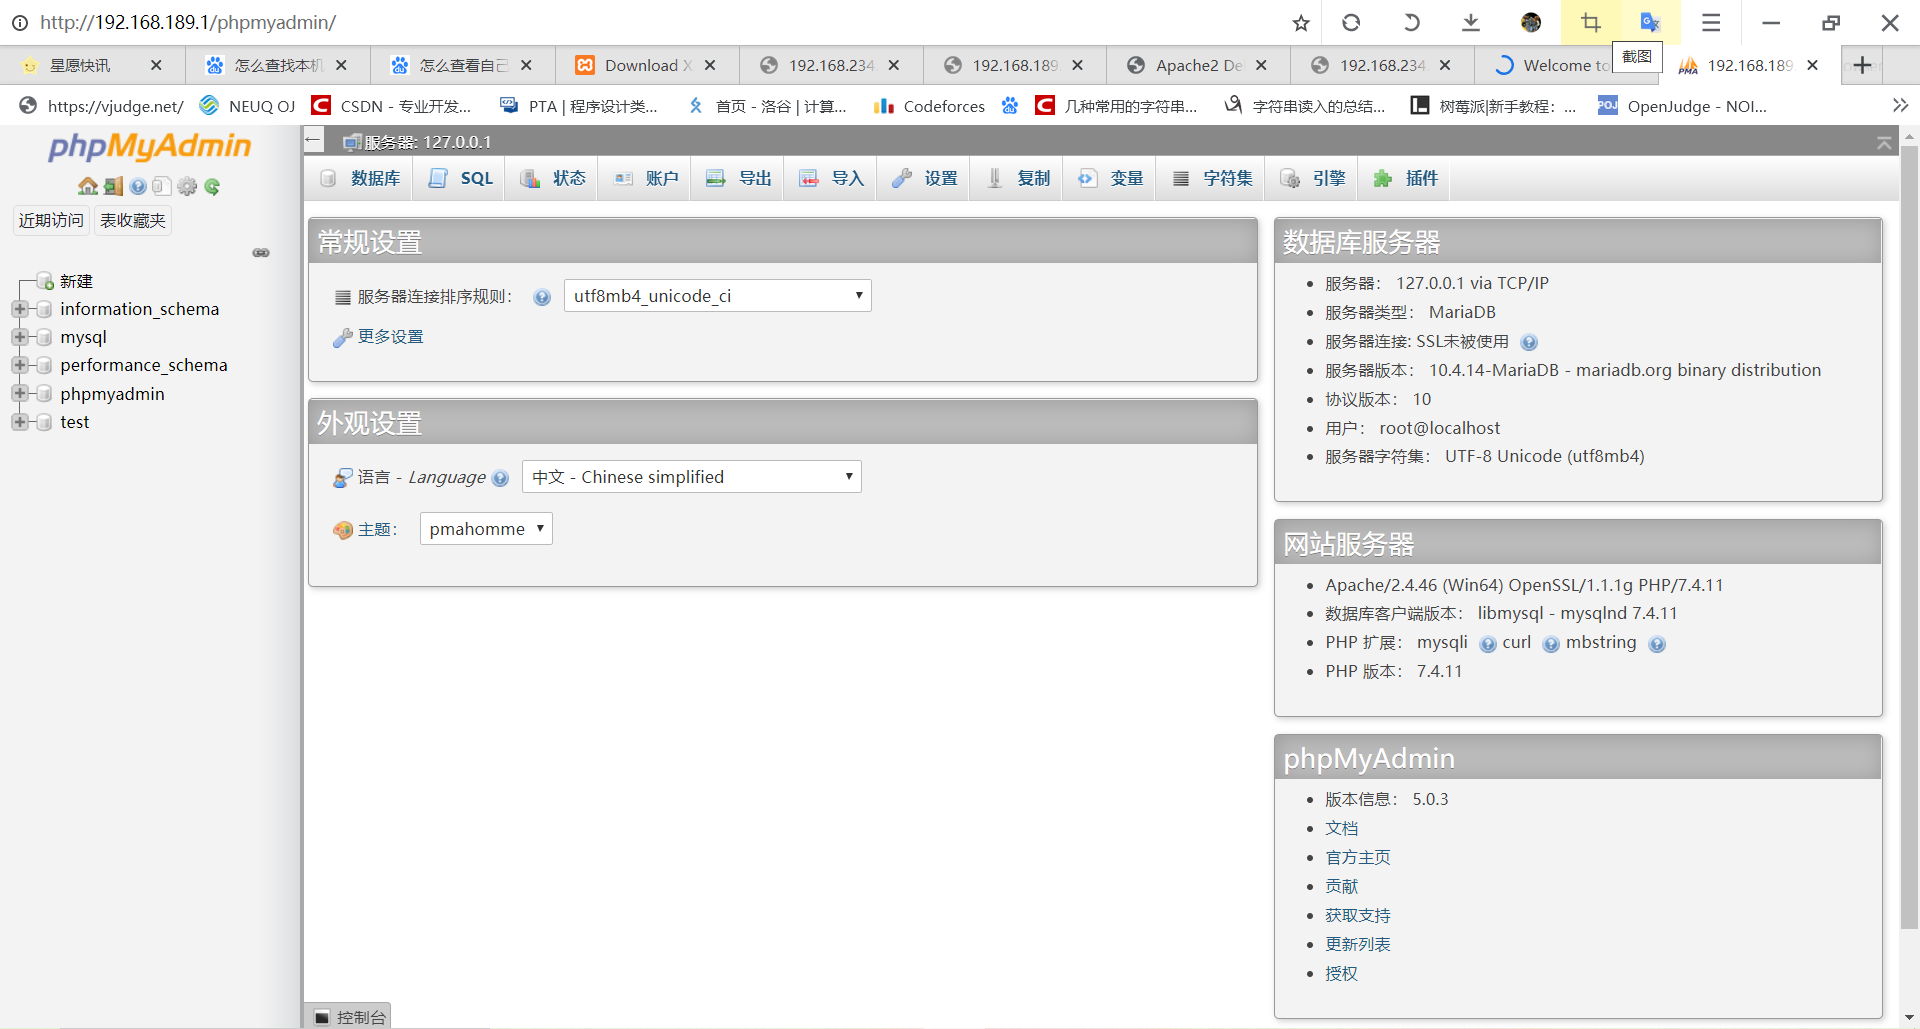 http://192.168.189.1/phpmyadmin/
截图
星愿快讯
怎么查找本机
怎么查看自己
Download X
192.168.234.
192.168.189.
Apache2 De
192.168.234.
Welcome to
192.168.189
https://vjudge.net/
NEUQ OJ
CSDN - 专业开发...
PTA | 程序设计类...
首页 - 洛谷 | 计算...
Codeforces
几种常用的字符串...
字符串读入的总结...
树莓派|新手教程: ...
POJ
OpenJudge - NOI...
phpMyAdmin
近期访问
表收藏夹
新建
information_schema
mysql
performance_schema
phpmyadmin
test
服务器: 127.0.0.1
数据库
SQL
状态
账户
导出
导入
设置
复制
变量
字符集
引擎
插件
常规设置
服务器连接排序规则：
utf8mb4_unicode_ci
更多设置
外观设置
语言 - Language
中文 - Chinese simplified
主题：
pmahomme
数据库服务器
服务器： 127.0.0.1 via TCP/IP
服务器类型： MariaDB
服务器连接: SSL未被使用
服务器版本： 10.4.14-MariaDB - mariadb.org binary distribution
协议版本： 10
用户： root@localhost
服务器字符集： UTF-8 Unicode (utf8mb4)
网站服务器
Apache/2.4.46 (Win64) OpenSSL/1.1.1g PHP/7.4.11
数据库客户端版本： libmysql - mysqlnd 7.4.11
PHP 扩展： mysqli curl mbstring
PHP 版本： 7.4.11
phpMyAdmin
版本信息： 5.0.3
文档
官方主页
贡献
获取支持
更新列表
授权
控制台